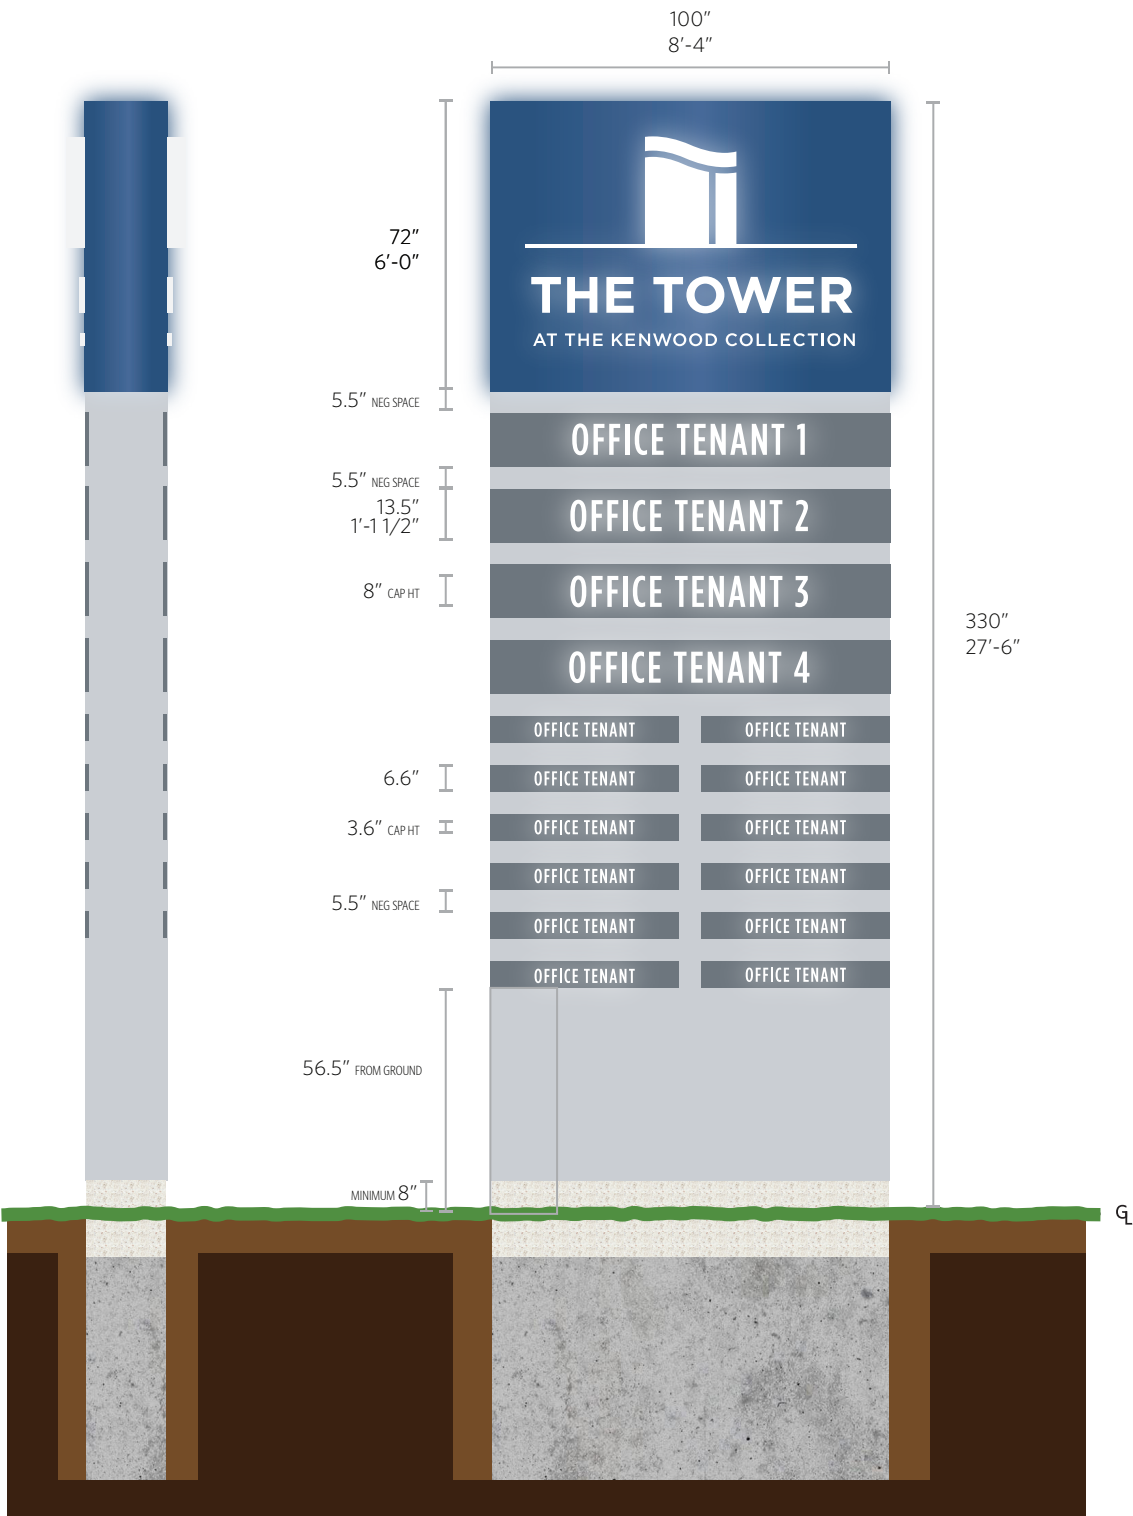 100"
8'-4"
72"
6'-0"
THE TOWER
AT THE KENWOOD COLLECTION
5.5" NEG SPACE
OFFICE TENANT 1
5.5" NEG SPACE
13.5"
1'-1 1/2"
OFFICE TENANT 2
8" CAP HT
OFFICE TENANT 3
330"
27'-6"
OFFICE TENANT 4
OFFICE TENANT OFFICE TENANT
6.6" OFFICE TENANT OFFICE TENANT
3.6" CAP HT OFFICE TENANT OFFICE TENANT
OFFICE TENANT OFFICE TENANT
5.5" NEG SPACE
OFFICE TENANT OFFICE TENANT
OFFICE TENANT OFFICE TENANT
56.5" FROM GROUND
MINIMUM 8"
GL